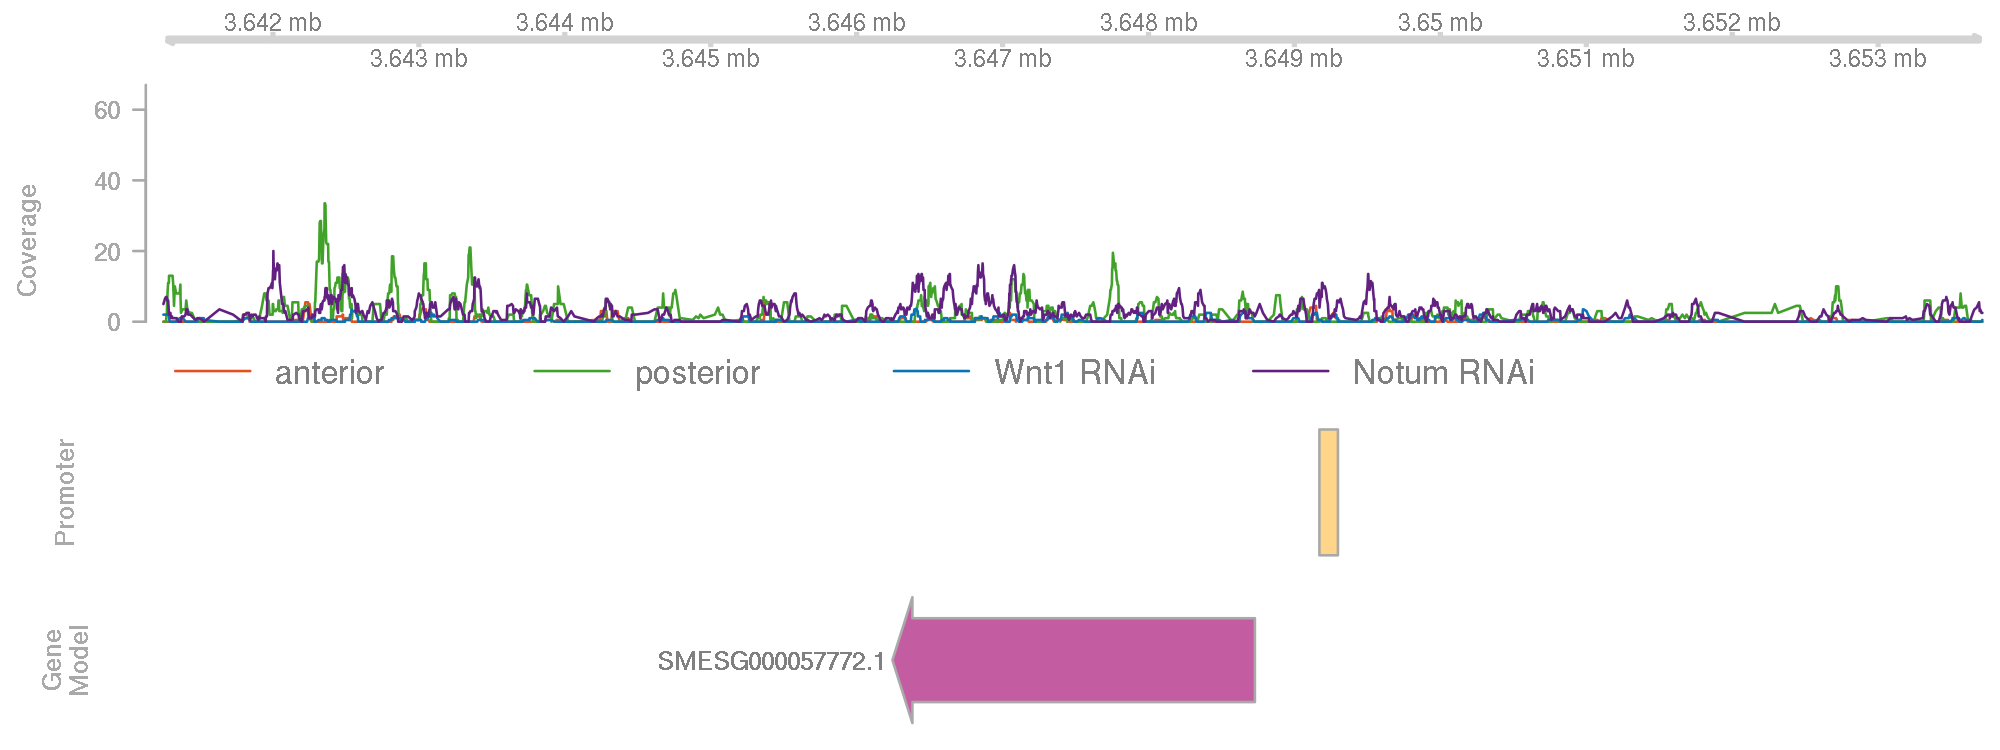 3.642 mb 3.644 mb 3.646 mb 3.648 mb 3.65 mb 3.652 mb
3.643 mb 3.645 mb 3.647 mb 3.649 mb 3.651 mb 3.653 mb
Coverage
60
40
20
0
anterior posterior Wnt1 RNAi Notum RNAi
Promoter
Gene
Model
SMESG000057772.1